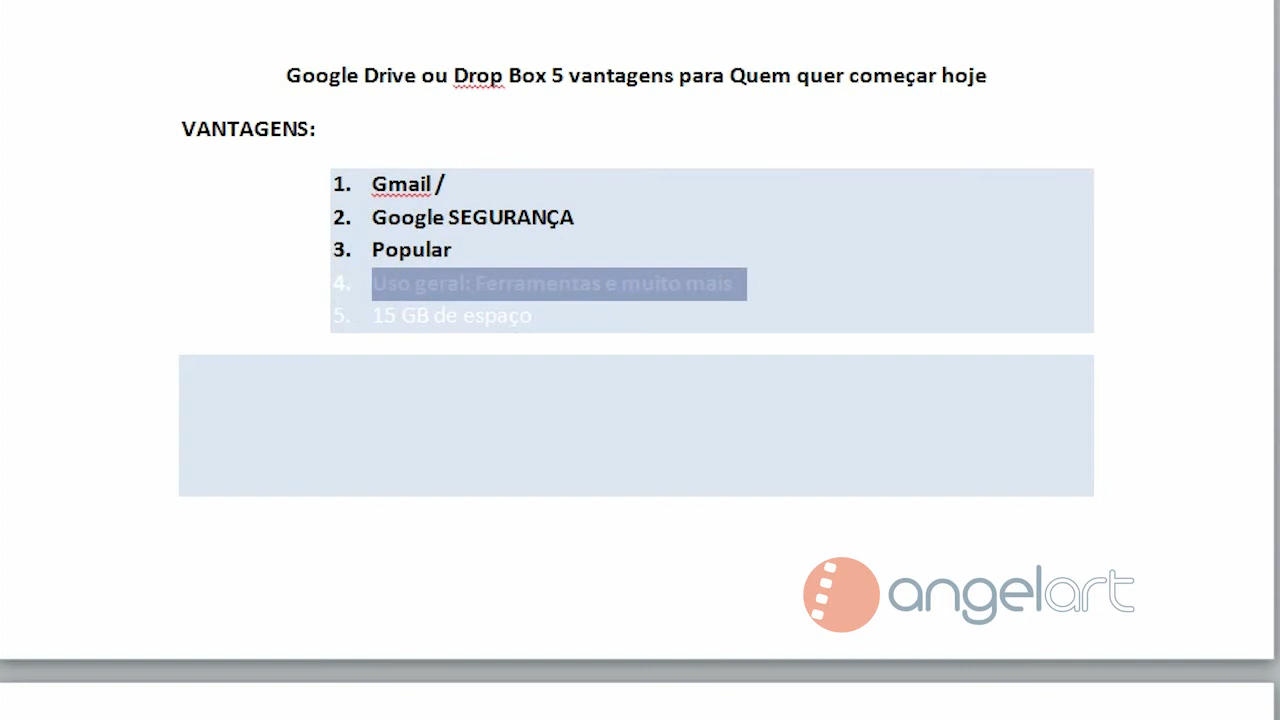 Google Drive ou Drop Box 5 vantagens para Quem quer começar hoje
VANTAGENS:
1. Gmail /
2. Google SEGURANÇA
3. Popular
4. Uso geral: Ferramentas e muito mais
5. 15 GB de espaço
angelart